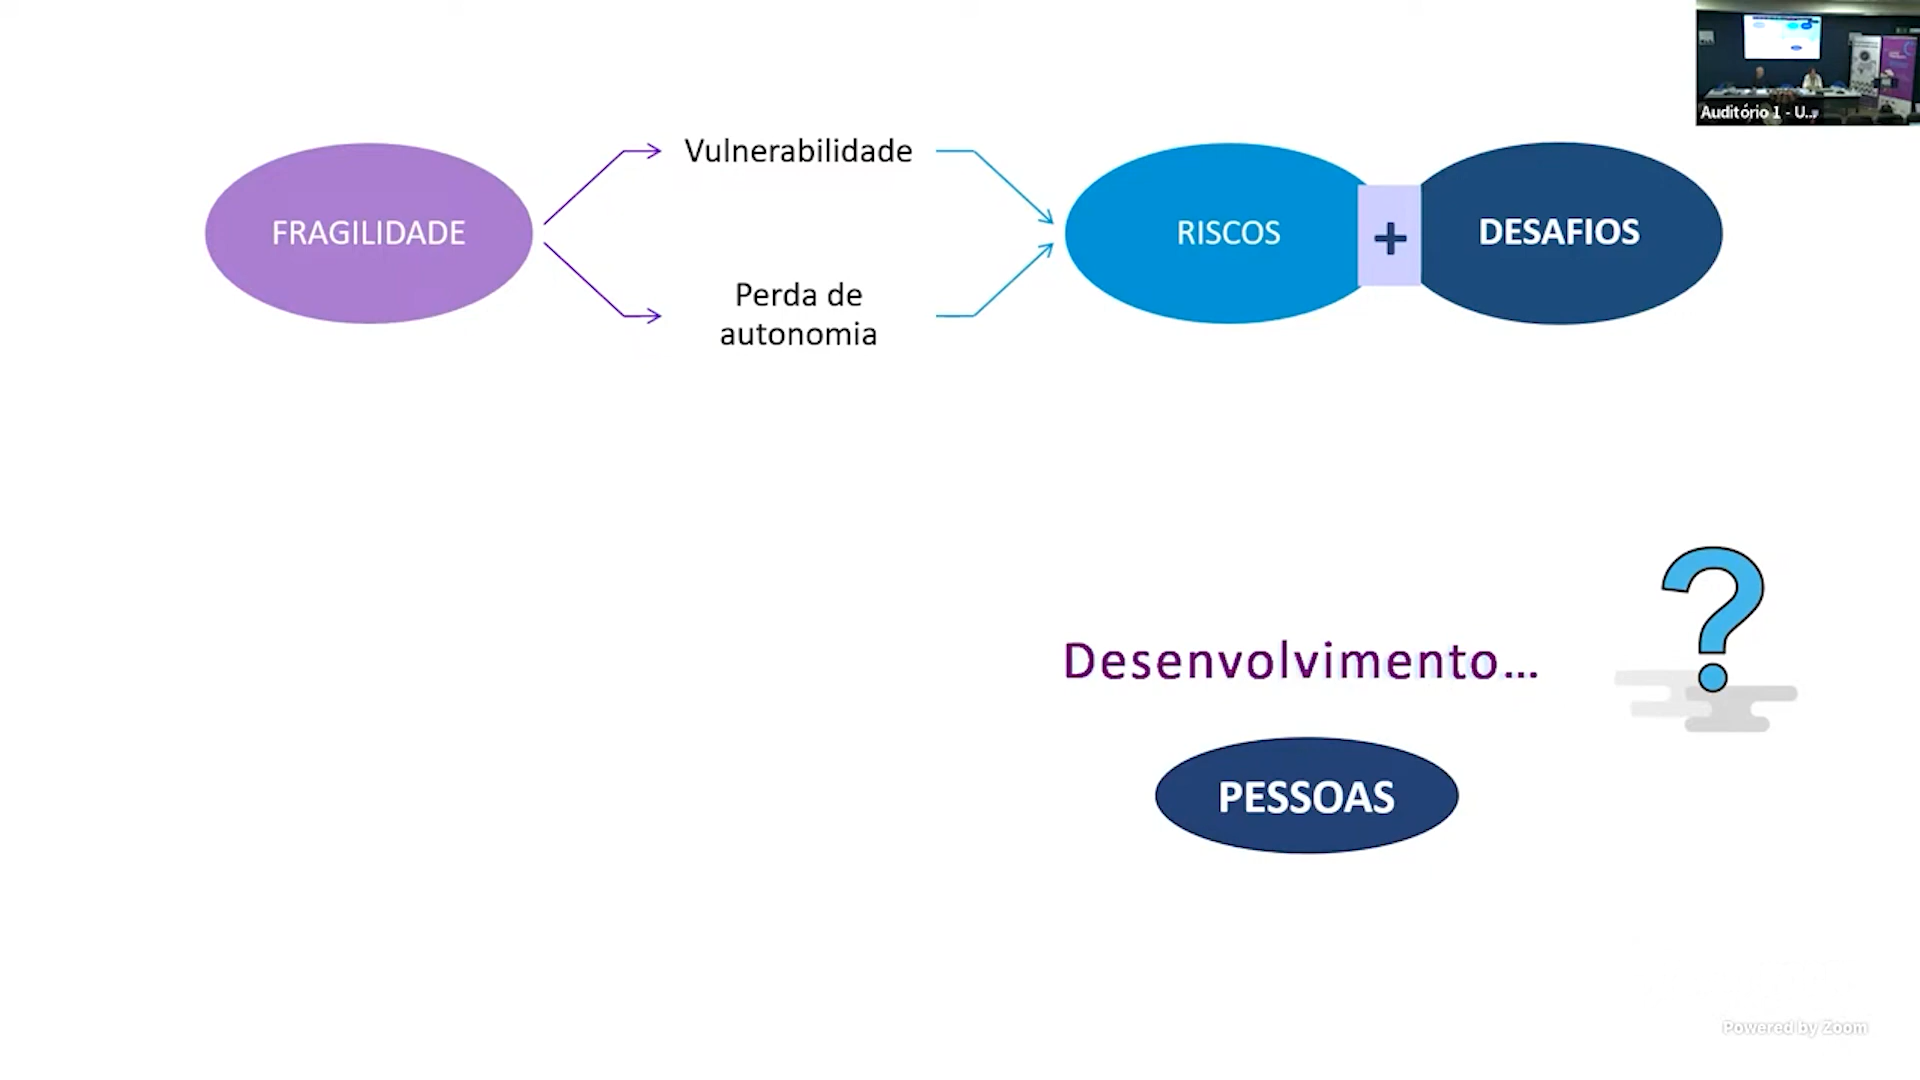 Auditório 1 - U...
Vulnerabilidade
FRAGILIDADE
RISCOS
+
DESAFIOS
Perda de
autonomia
?
Desenvolvimento...
PESSOAS
Powered by Zoom